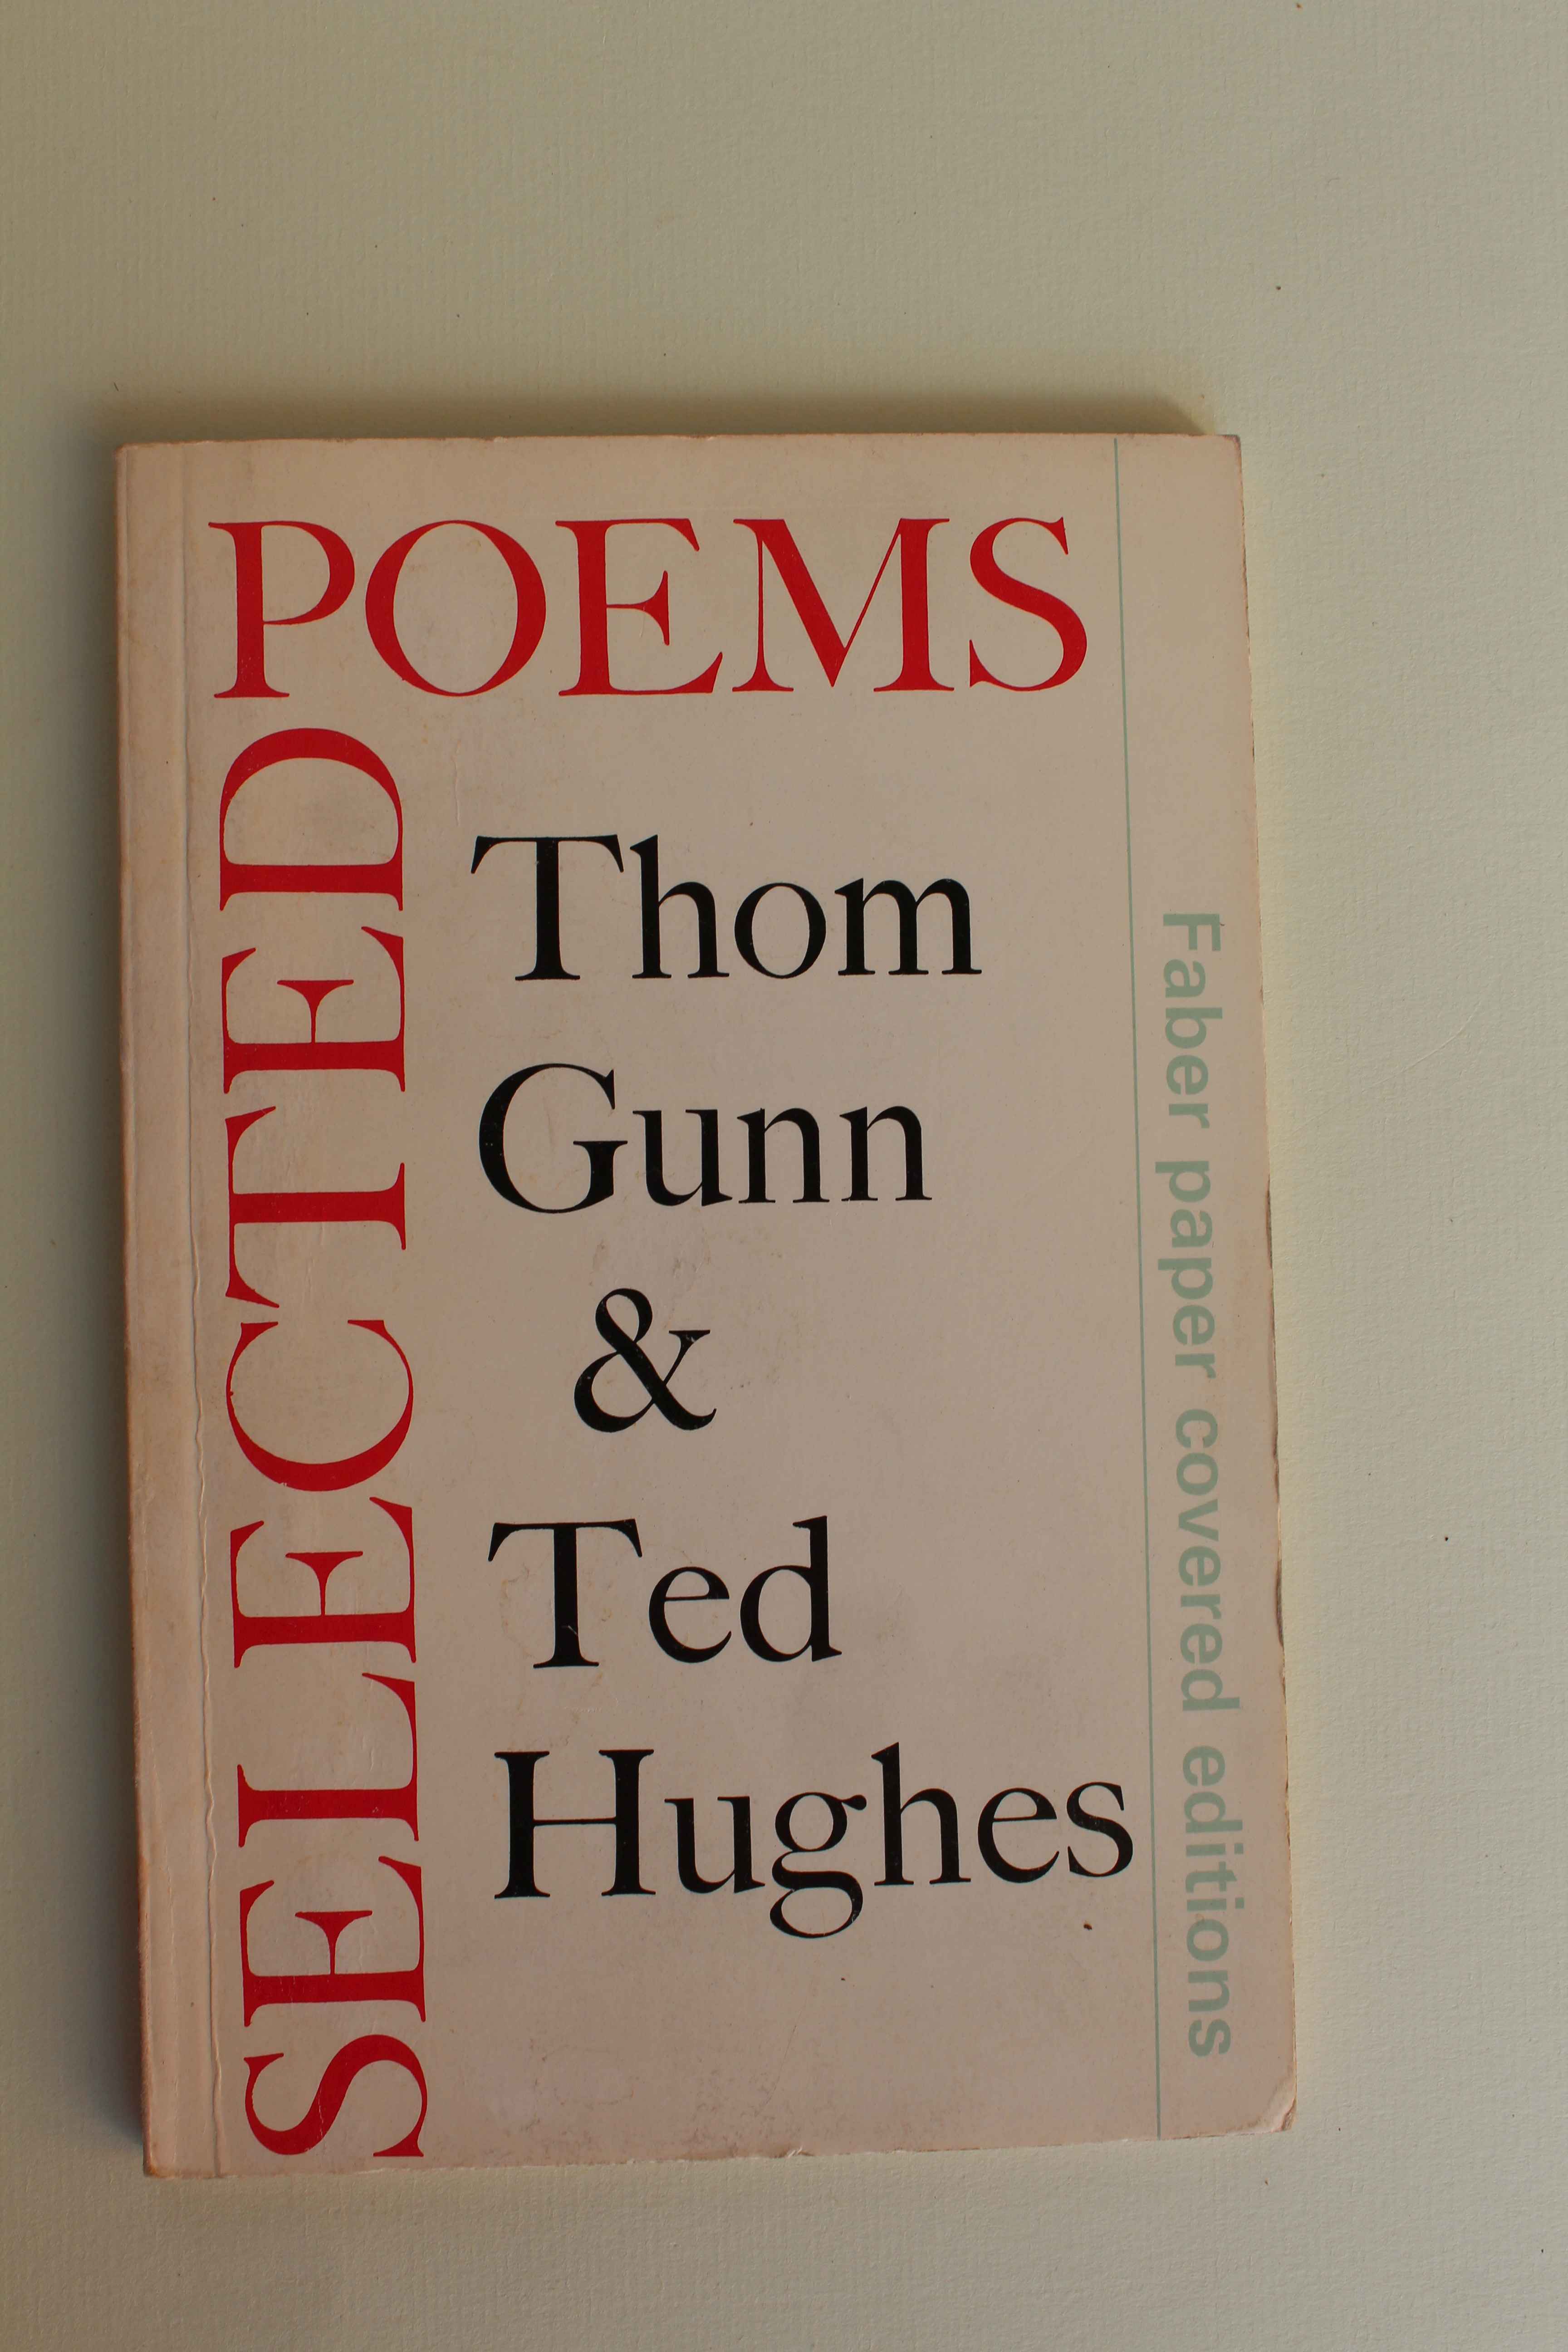 SELECTED
POEMS
Thom
Gunn
&
Ted
Hughes
Faber paper covered editions